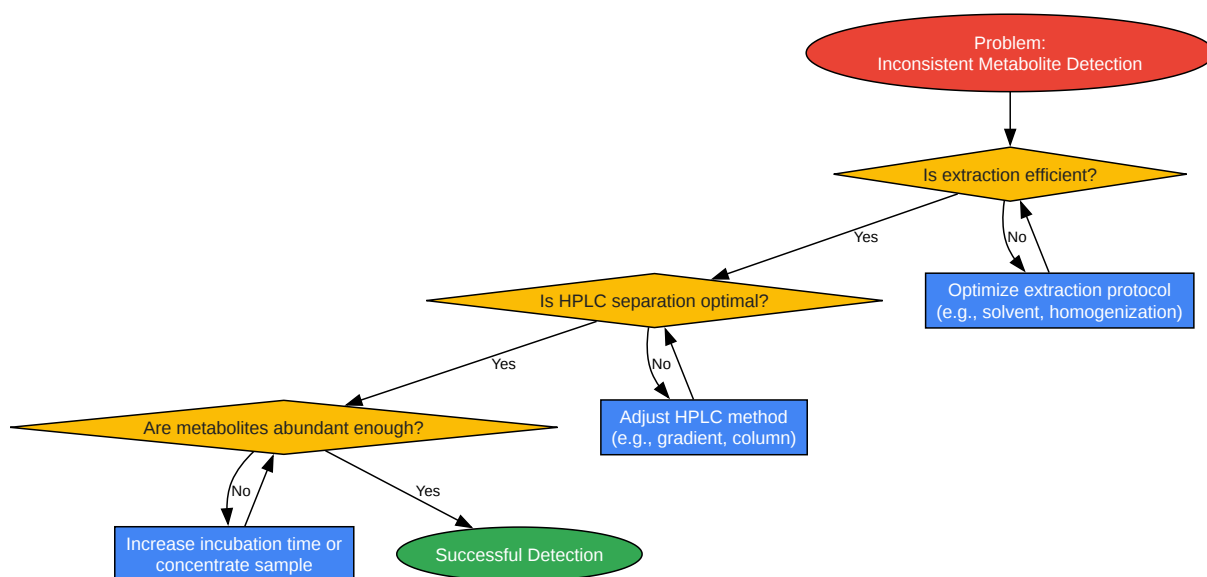 Problem:
Inconsistent Metabolite Detection
Is extraction efficient?
Yes
No
Optimize extraction protocol
(e.g., solvent, homogenization)
Is HPLC separation optimal?
Yes
No
Adjust HPLC method
(e.g., gradient, column)
Are metabolites abundant enough?
No
Yes
Increase incubation time or
concentrate sample
Successful Detection